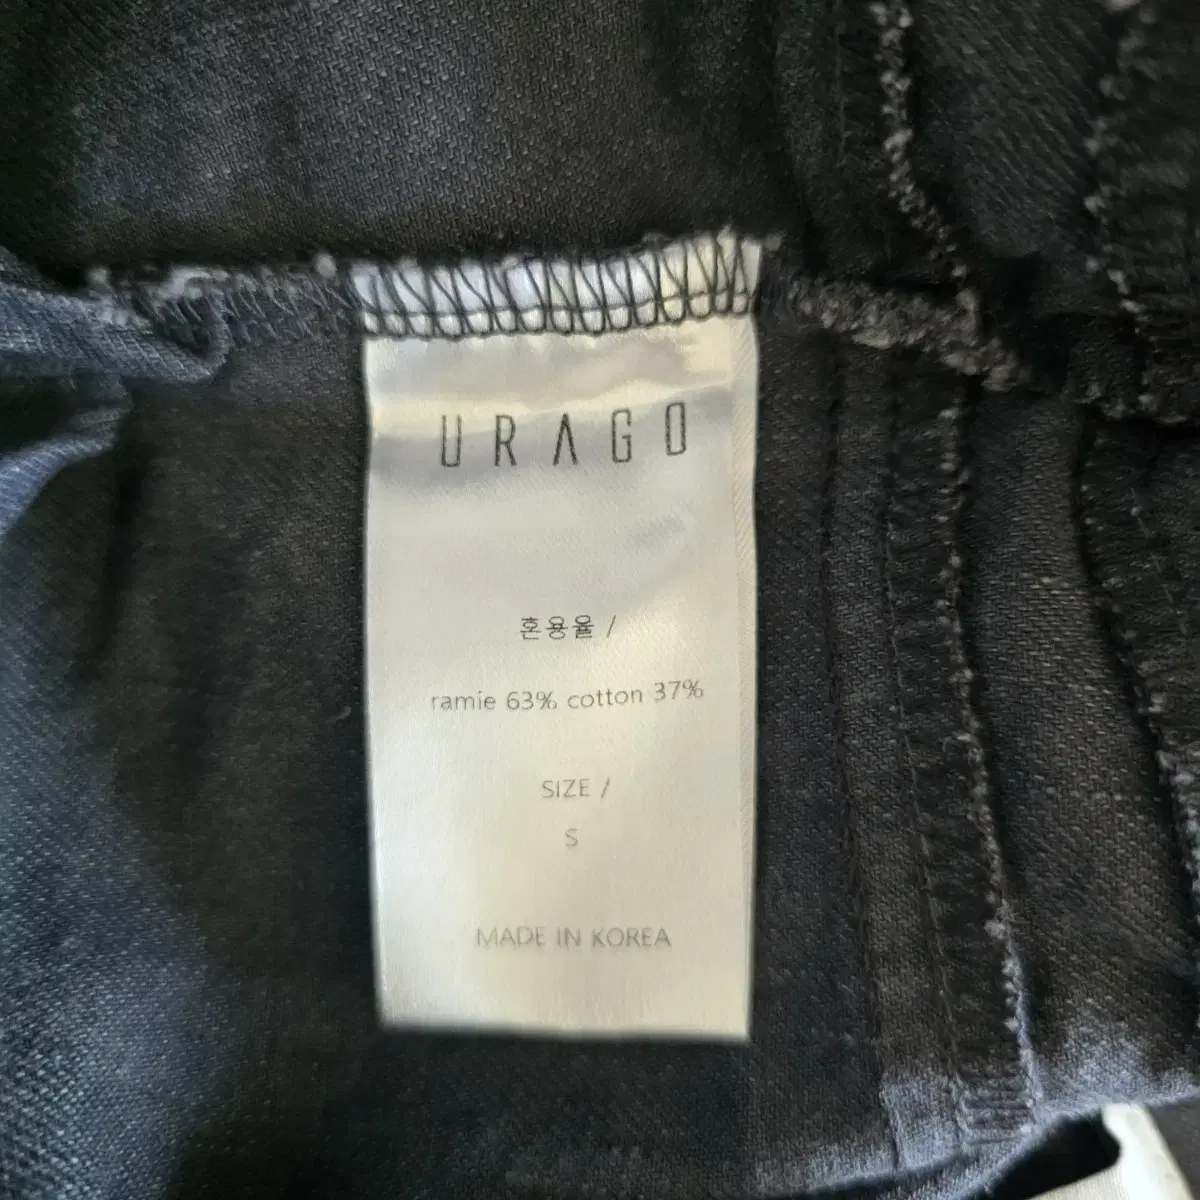 URAGO
혼용율 /
ramie 63% cotton 37%
SIZE /
S
MADE IN KOREA